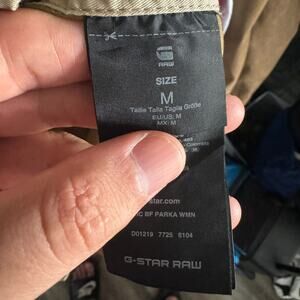 RAW
SIZE
M
Taille Talla Taglia Größe
EU/US: M
MX: M
-star.com
BF PARKA WMN
D01219 7725 6104
G-STAR RAW